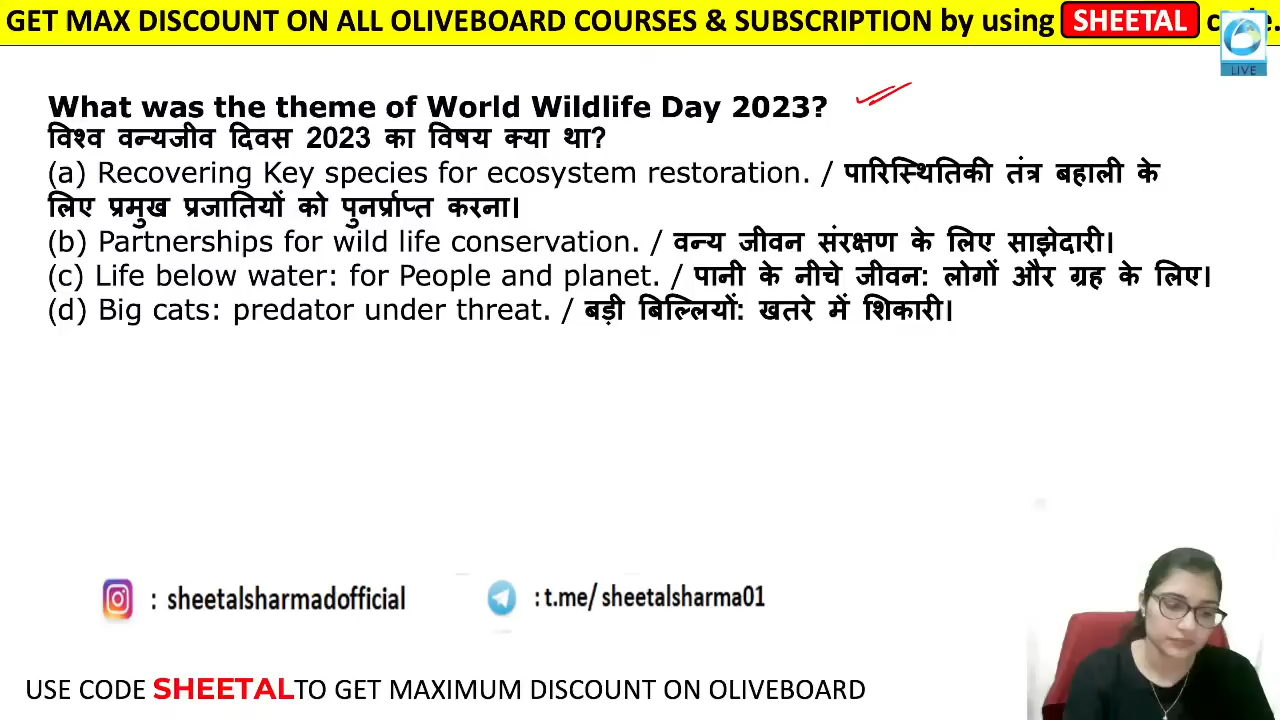 GET MAX DISCOUNT ON ALL OLIVEBOARD COURSES & SUBSCRIPTION by using SHEETAL
LIVE
What was the theme of World Wildlife Day 2023?
विश्व वन्यजीव दिवस 2023 का विषय क्या था?
(a) Recovering Key species for ecosystem restoration. / पारिस्थितिकी तंत्र बहाली के
लिए प्रमुख प्रजातियों को पुनर्प्राप्त करना।
(b) Partnerships for wild life conservation. / वन्य जीवन संरक्षण के लिए साझेदारी।
(c) Life below water: for People and planet. / पानी के नीचे जीवन: लोगों और ग्रह के लिए।
(d) Big cats: predator under threat. / बड़ी बिल्लियों: खतरे में शिकारी।
: sheetalsharmadofficial
: t.me/ sheetalsharma01
USE CODE SHEETALTO GET MAXIMUM DISCOUNT ON OLIVEBOARD